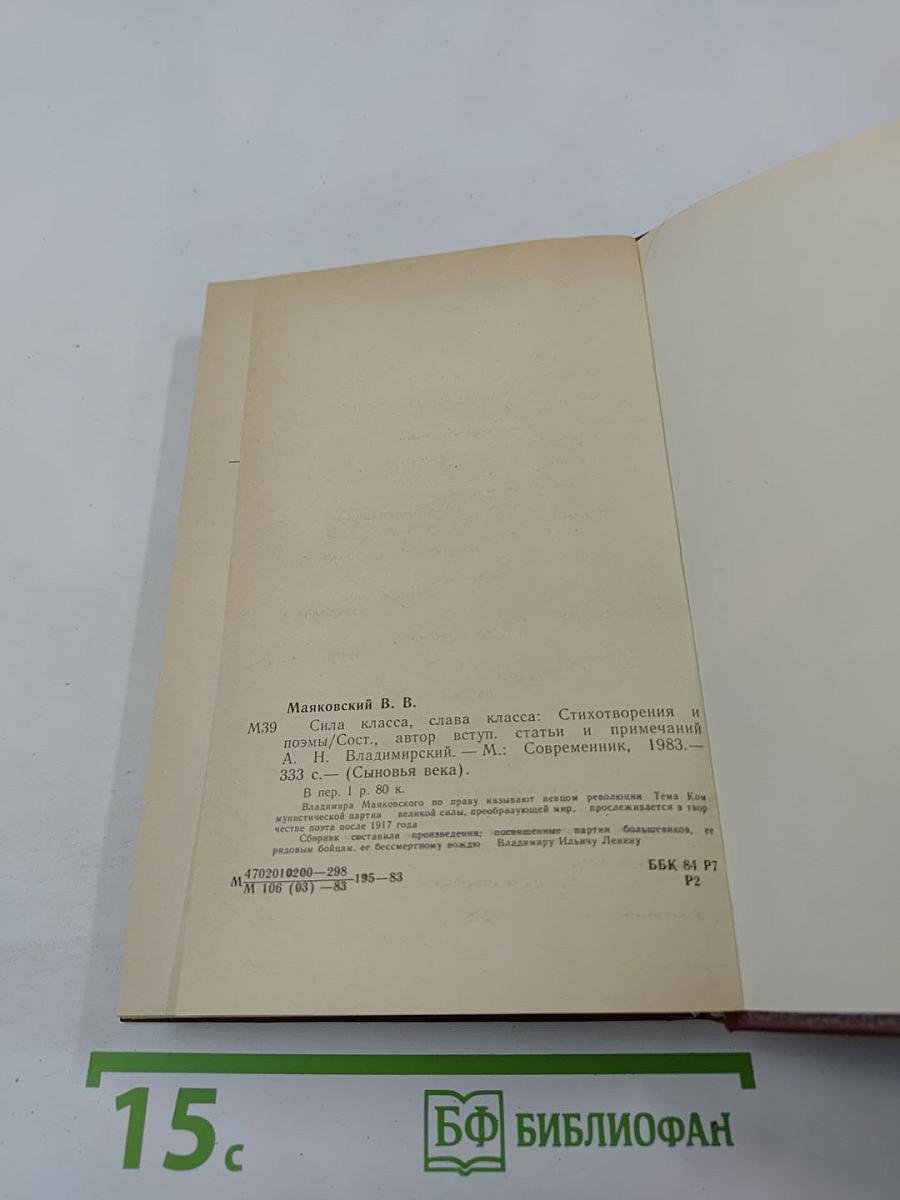 Маяковский В. В.
М39 Сила класса, слава класса: Стихотворения и
поэмы/Сост., автор вступ. статьи и примечаний
А. Н. Владимирский. — М.: Современник, 1983.—
333 с.— (Сыновья века).
В пер. 1 р. 80 к.
Владимира Маяковского по праву называют певцом революции Тема Ком
мунистической партии великой силы, преобразующей мир, прослеживается в твор
честве поэта после 1917 года
Сборник составили произведения; посвященные партии большевиков, ее
рядовым бойцам, ее бессмертному вождю Владимиру Ильичу Ленину
М 4702010200—298
М 106 (03) —83 195—83
ББК 84 Р7
Р2
15 с
БФ БИБЛИОФАН